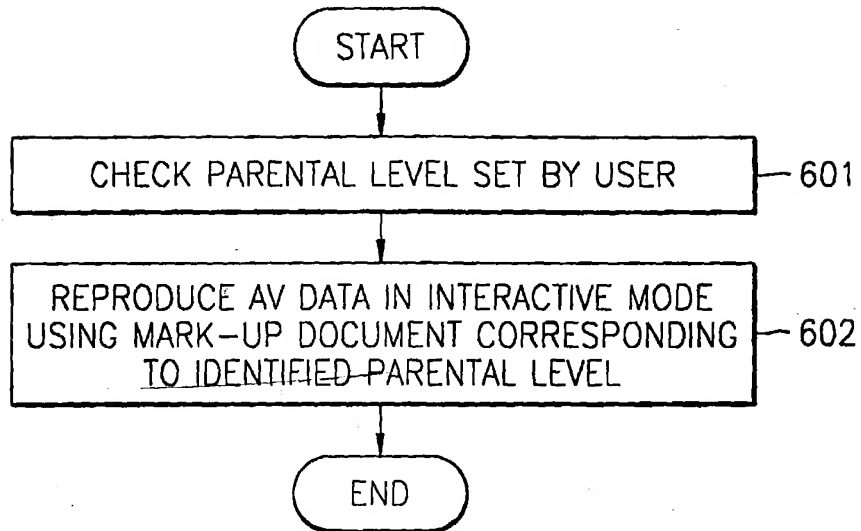 START
CHECK PARENTAL LEVEL SET BY USER
601
REPRODUCE AV DATA IN INTERACTIVE MODE
USING MARK-UP DOCUMENT CORRESPONDING
TO IDENTIFIED PARENTAL LEVEL
602
END